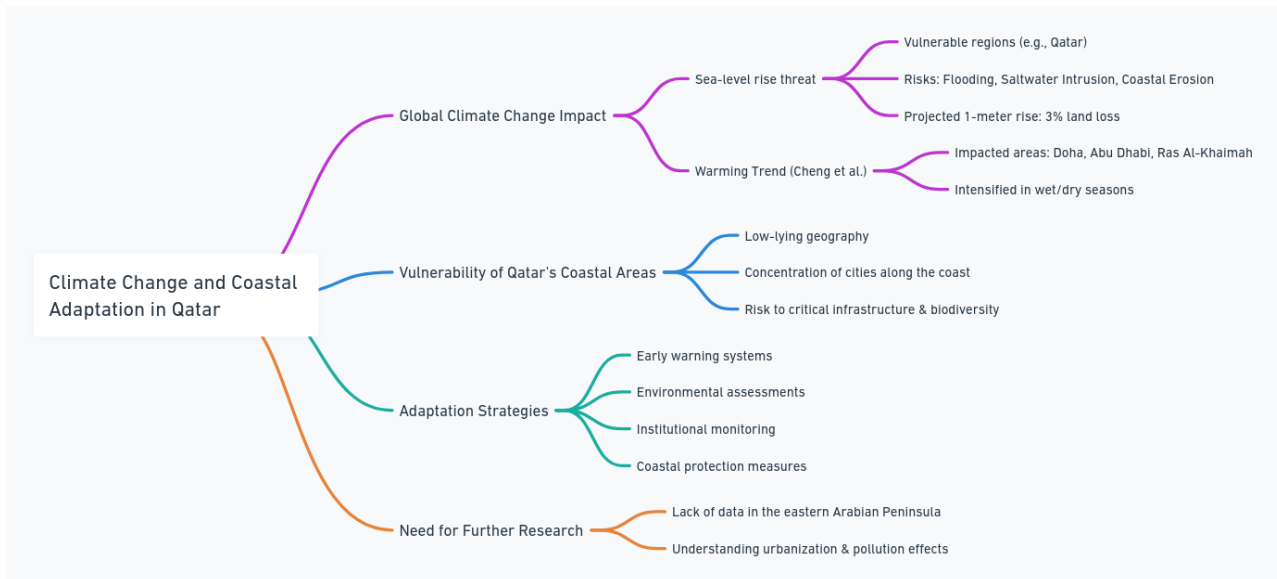 Climate Change and Coastal
Adaptation in Qatar
Global Climate Change Impact
Sea-level rise threat
Vulnerable regions (e.g., Qatar)
Risks: Flooding, Saltwater Intrusion, Coastal Erosion
Projected 1-meter rise: 3% land loss
Warming Trend (Cheng et al.)
Impacted areas: Doha, Abu Dhabi, Ras Al-Khaimah
Intensified in wet/dry seasons
Vulnerability of Qatar's Coastal Areas
Low-lying geography
Concentration of cities along the coast
Risk to critical infrastructure & biodiversity
Adaptation Strategies
Early warning systems
Environmental assessments
Institutional monitoring
Coastal protection measures
Need for Further Research
Lack of data in the eastern Arabian Peninsula
Understanding urbanization & pollution effects